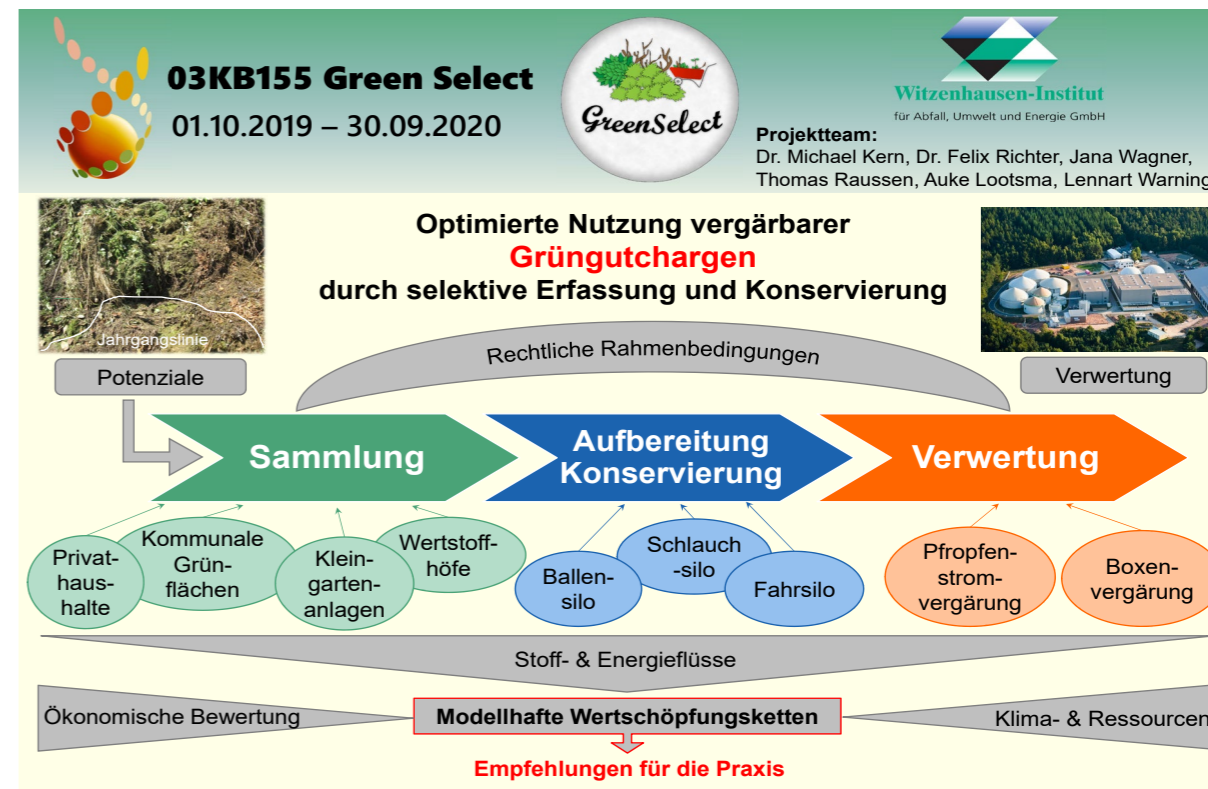 03KB155 Green Select
01.10.2019 – 30.09.2020
GreenSelect
Witzenhausen-Institut
für Abfall, Umwelt und Energie GmbH
Projektteam:
Dr. Michael Kern, Dr. Felix Richter, Jana Wagner,
Thomas Raussen, Auke Lootsma, Lennart Warning
Optimierte Nutzung vergärbarer
Grüngutchargen
durch selektive Erfassung und Konservierung
Jahrgangslinie
Rechtliche Rahmenbedingungen
Potenziale
Verwertung
Sammlung
Aufbereitung
Konservierung
Verwertung
Privat-
haus-
halte
Kommunale
Grün-
flächen
Klein-
garten-
anlagen
Wertstoff-
höfe
Ballen-
silo
Schlauch
-silo
Fahrsilo
Pfropfen-
strom-
vergärung
Boxen-
vergärung
Stoff- & Energieflüsse
Ökonomische Bewertung
Modellhafte Wertschöpfungsketten
Klima- & Ressourcen
Empfehlungen für die Praxis